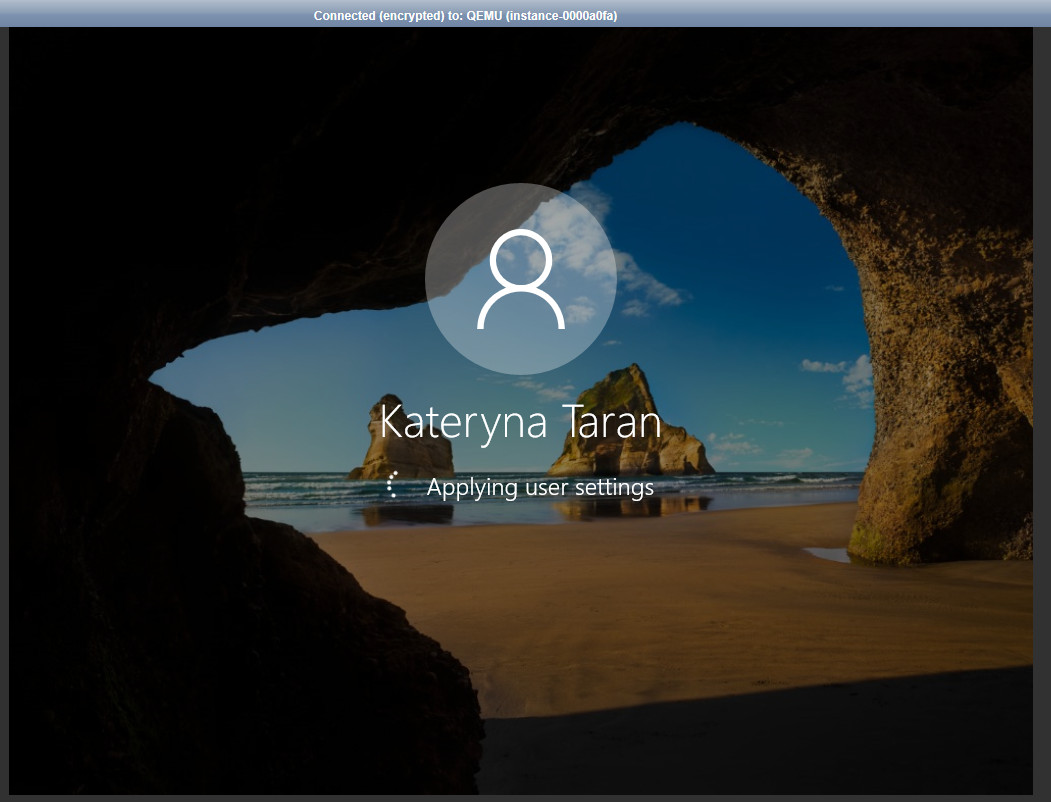 Connected (encrypted) to: QEMU (instance-0000a0fa)
Kateryna Taran
Applying user settings